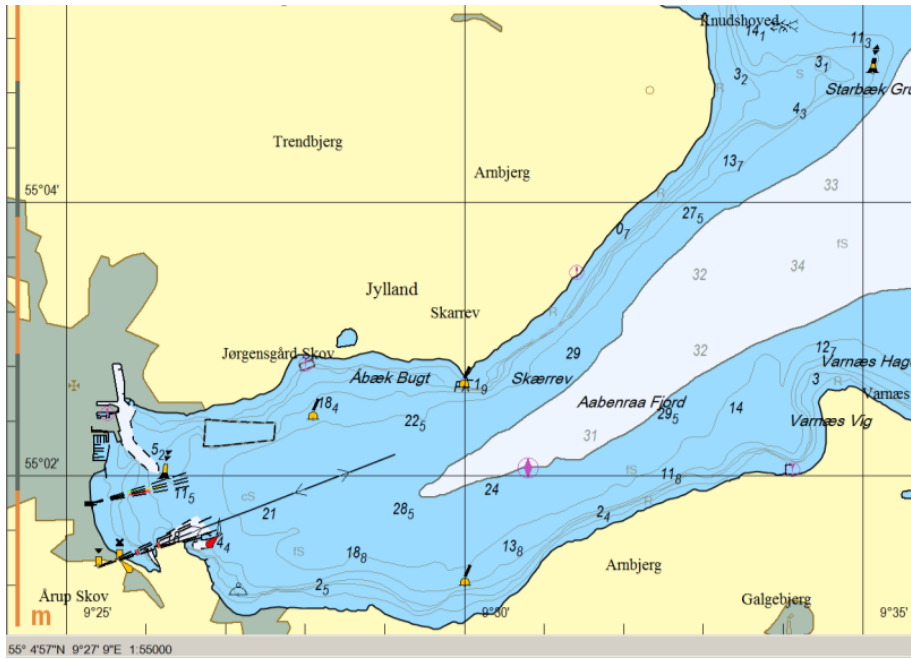 Knudshoved
14₁
11₃
3₁
3₂
S
Starbæk Gru
4₃
R
Trendbjerg
13₇
Arnbjerg
55°04'
R
33
27₅
0₇
fS
34
32
Jylland
Skarrev
R
32
12₇
29
Jørgensgård Skov
Varnæs Hage
Åbæk Bugt
Skærrev
3
R
1₉
Varnæs
Aabenraa Fjord
18₄
14
29₅
22₅
Varnæs Vig
31
5₂
55°02'
fS
11₈
24
11₅
cS
R
28₅
21
2₄
4₄
13₈
fS
18₈
Arnbjerg
2₅
Årup Skov
Galgebjerg
m
9°25'
9°30'
9°35'
55° 4'57"N 9°27' 9"E 1:55000